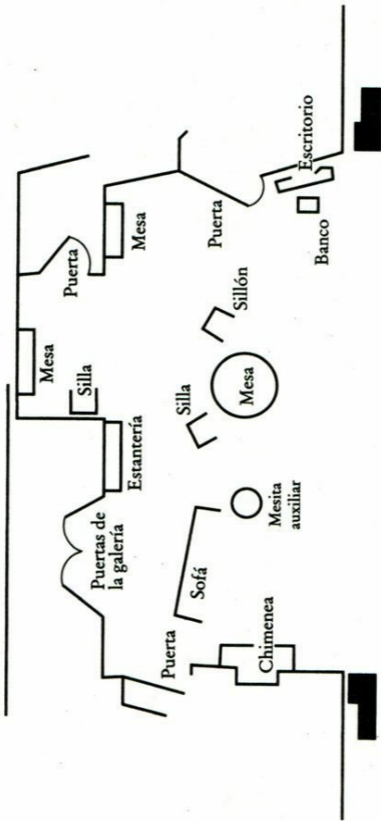 Mesa
Silla
Puerta
Estantería
Mesa
Puertas de
la galería
Puerta
Silla
Sillón
Sofá
Mesa
Puerta
Mesita
auxiliar
Chimenea
Banco
Escritorio